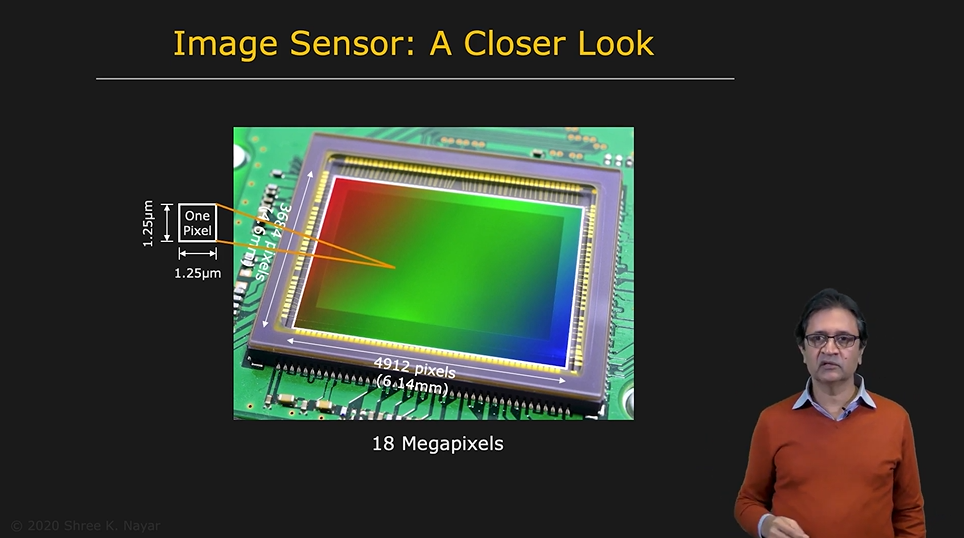 Image Sensor: A Closer Look
1.25µm
One
Pixel
1.25µm
3684 pixels
(4.6mm)
4912 pixels
(6.14mm)
18 Megapixels
© 2020 Shree K. Nayar